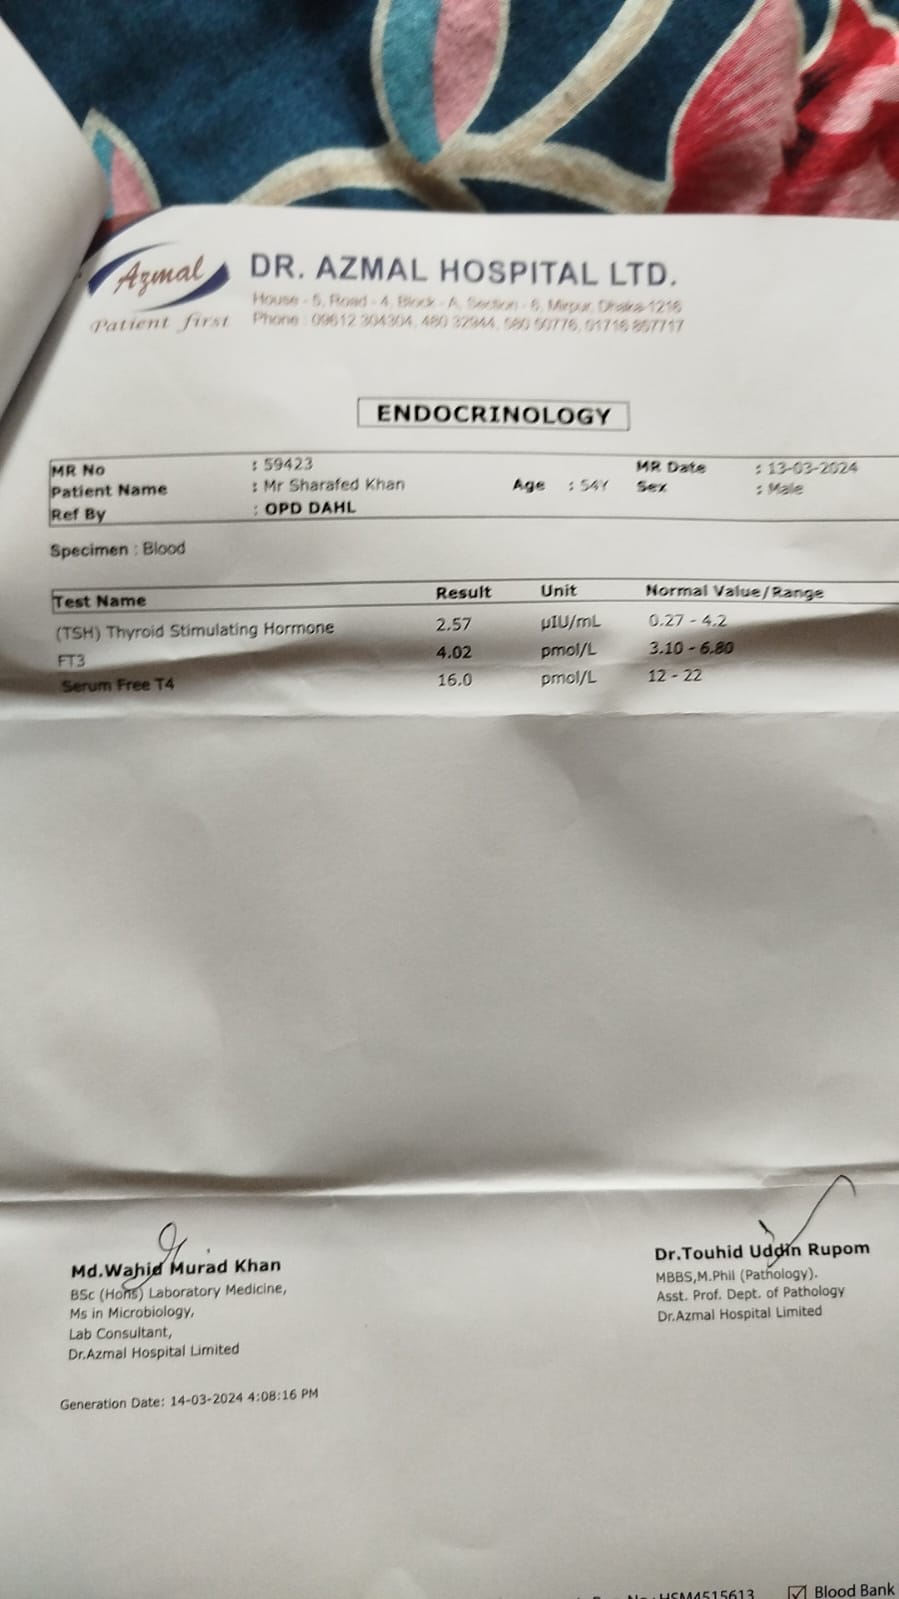 Azmal
Patient first
DR. AZMAL HOSPITAL LTD.
House - 5, Road - 4, Block - A, Section - 6, Mirpur, Dhaka-1216
Phone : 09612 304304, 480 32944, 580 50776, 01716 857717
ENDOCRINOLOGY
MR No : 59423 MR Date : 13-03-2024
Patient Name : Mr Sharafed Khan Age : 54Y Sex : Male
Ref By : OPD DAHL
Specimen : Blood
Test Name Result Unit Normal Value/Range
(TSH) Thyroid Stimulating Hormone 2.57 µIU/mL 0.27 - 4.2
FT3 4.02 pmol/L 3.10 - 6.80
Serum Free T4 16.0 pmol/L 12 - 22
Md.Wahid Murad Khan
BSc (Hons) Laboratory Medicine,
Ms in Microbiology,
Lab Consultant,
Dr.Azmal Hospital Limited
Dr.Touhid Uddin Rupom
MBBS,M.Phil (Pathology).
Asst. Prof. Dept. of Pathology
Dr.Azmal Hospital Limited
Generation Date: 14-03-2024 4:08:16 PM
HSM4515613 Blood Bank